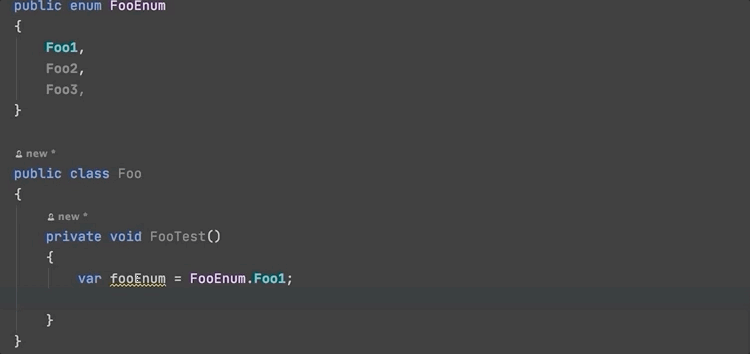 public enum FooEnum
{
Foo1,
Foo2,
Foo3,
}
new *
public class Foo
{
new *
private void FooTest()
{
var fooEnum = FooEnum.Foo1;
}
}